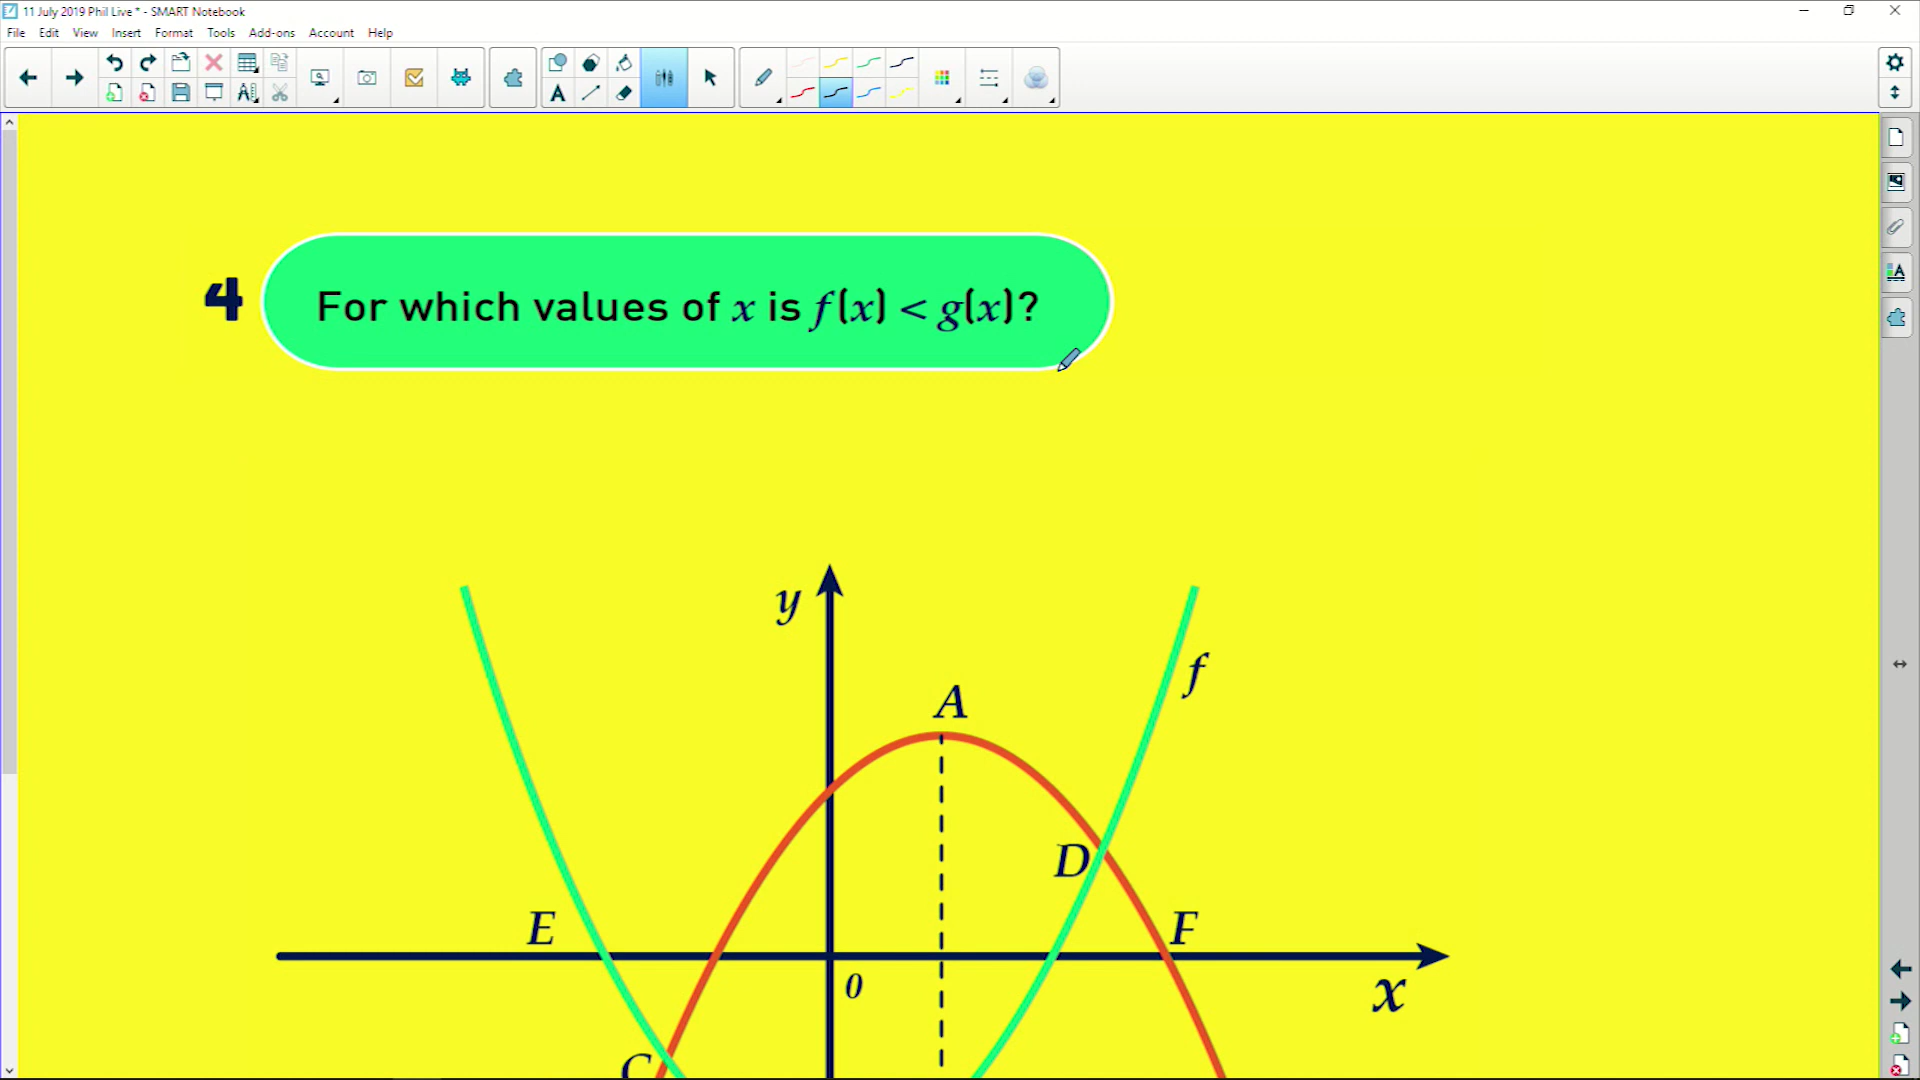 11 July 2019 Phil Live * - SMART Notebook
File Edit View Insert Format Tools Add-ons Account Help
4 For which values of x is f(x) < g(x)?
y
f
A
D
E
F
0
x
C